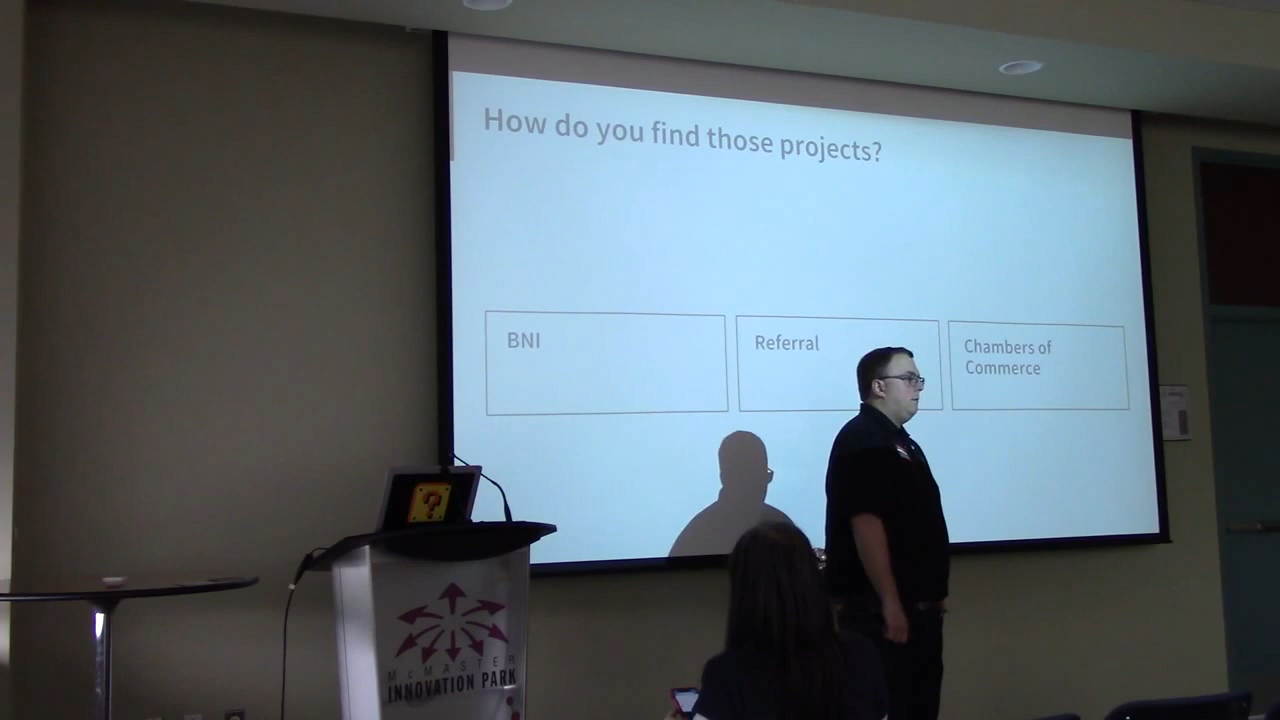 How do you find those projects?
BNI
Referral
Chambers of
Commerce
?
McMASTER
INNOVATION PARK